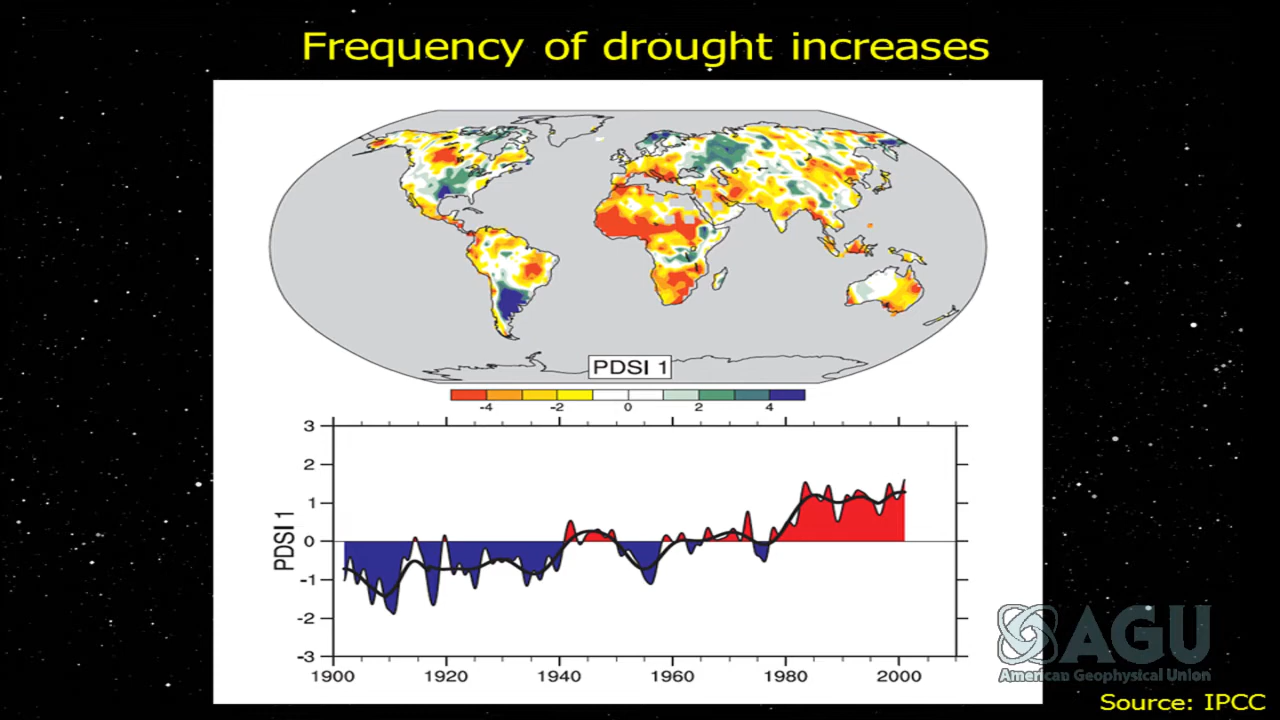 Frequency of drought increases
PDSI 1
-4 -2 0 2 4
3
2
1
0
-1
-2
-3
PDSI 1
1900 1920 1940 1960 1980 2000
AGU
American Geophysical Union
Source: IPCC